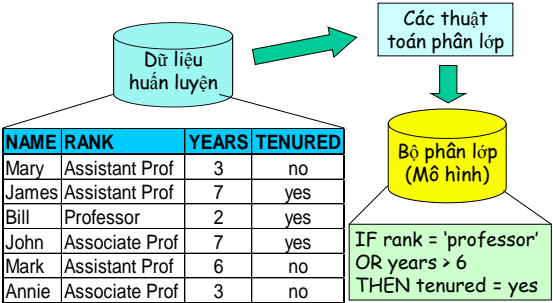 Dữ liệu
huấn luyện
Các thuật
toán phân lớp
NAME RANK YEARS TENURED
Mary Assistant Prof 3 no
James Assistant Prof 7 yes
Bill Professor 2 yes
John Associate Prof 7 yes
Mark Assistant Prof 6 no
Annie Associate Prof 3 no
Bộ phân lớp
(Mô hình)
IF rank = ‘professor’
OR years > 6
THEN tenured = yes